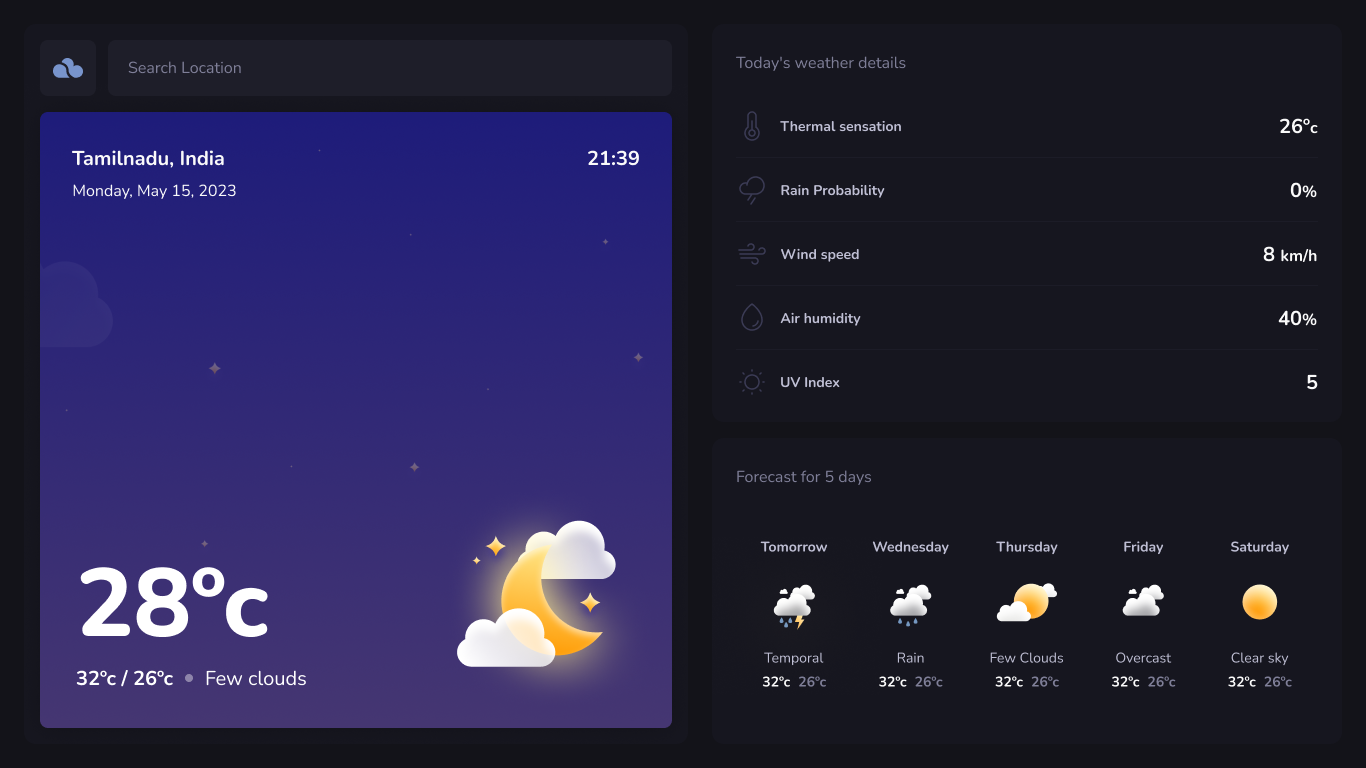 Search Location
Tamilnadu, India
21:39
Monday, May 15, 2023
28ºc
32ºc / 26ºc
Few clouds
Today's weather details
Thermal sensation
26ºc
Rain Probability
0%
Wind speed
8 km/h
Air humidity
40%
UV Index
5
Forecast for 5 days
Tomorrow
Wednesday
Thursday
Friday
Saturday
Temporal
Rain
Few Clouds
Overcast
Clear sky
32ºc 26ºc
32ºc 26ºc
32ºc 26ºc
32ºc 26ºc
32ºc 26ºc